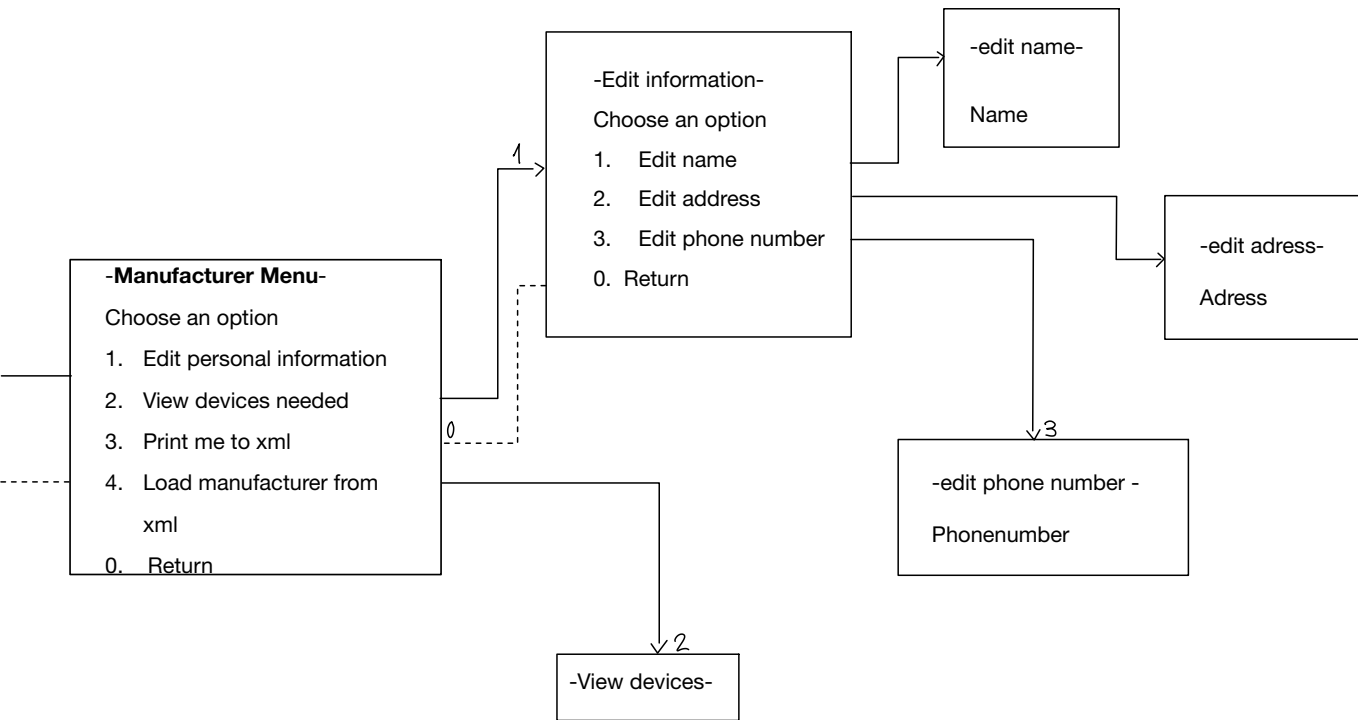 -edit name-
Name
-Edit information-
Choose an option
1. Edit name
2. Edit address
3. Edit phone number
0. Return
1
-edit adress-
Adress
-Manufacturer Menu-
Choose an option
1. Edit personal information
2. View devices needed
3. Print me to xml
4. Load manufacturer from
xml
0. Return
0
3
-edit phone number -
Phonenumber
2
-View devices-